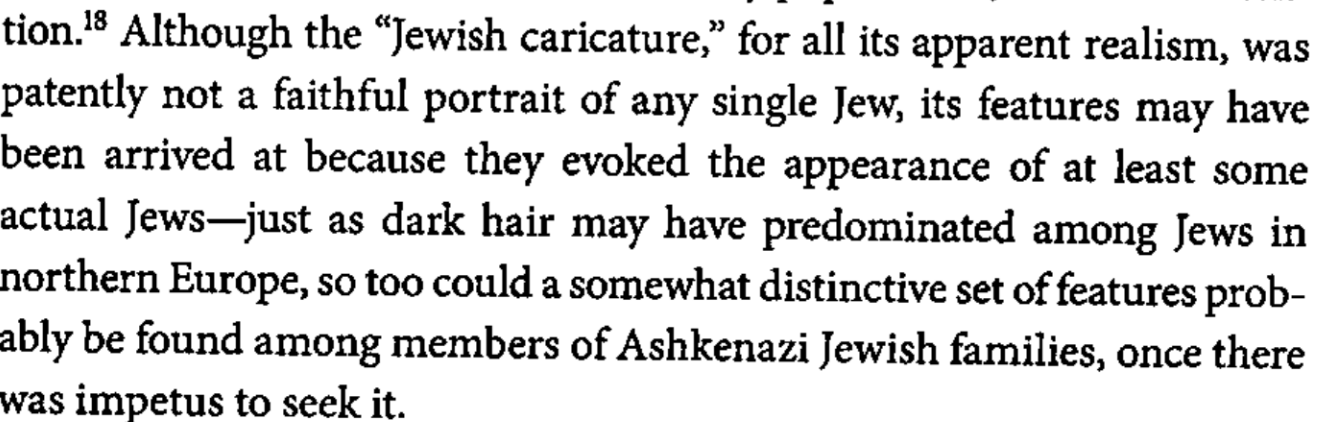 tion.18 Although the “Jewish caricature,” for all its apparent realism, was
patently not a faithful portrait of any single Jew, its features may have
been arrived at because they evoked the appearance of at least some
actual Jews—just as dark hair may have predominated among Jews in
northern Europe, so too could a somewhat distinctive set of features prob-
ably be found among members of Ashkenazi Jewish families, once there
was impetus to seek it.